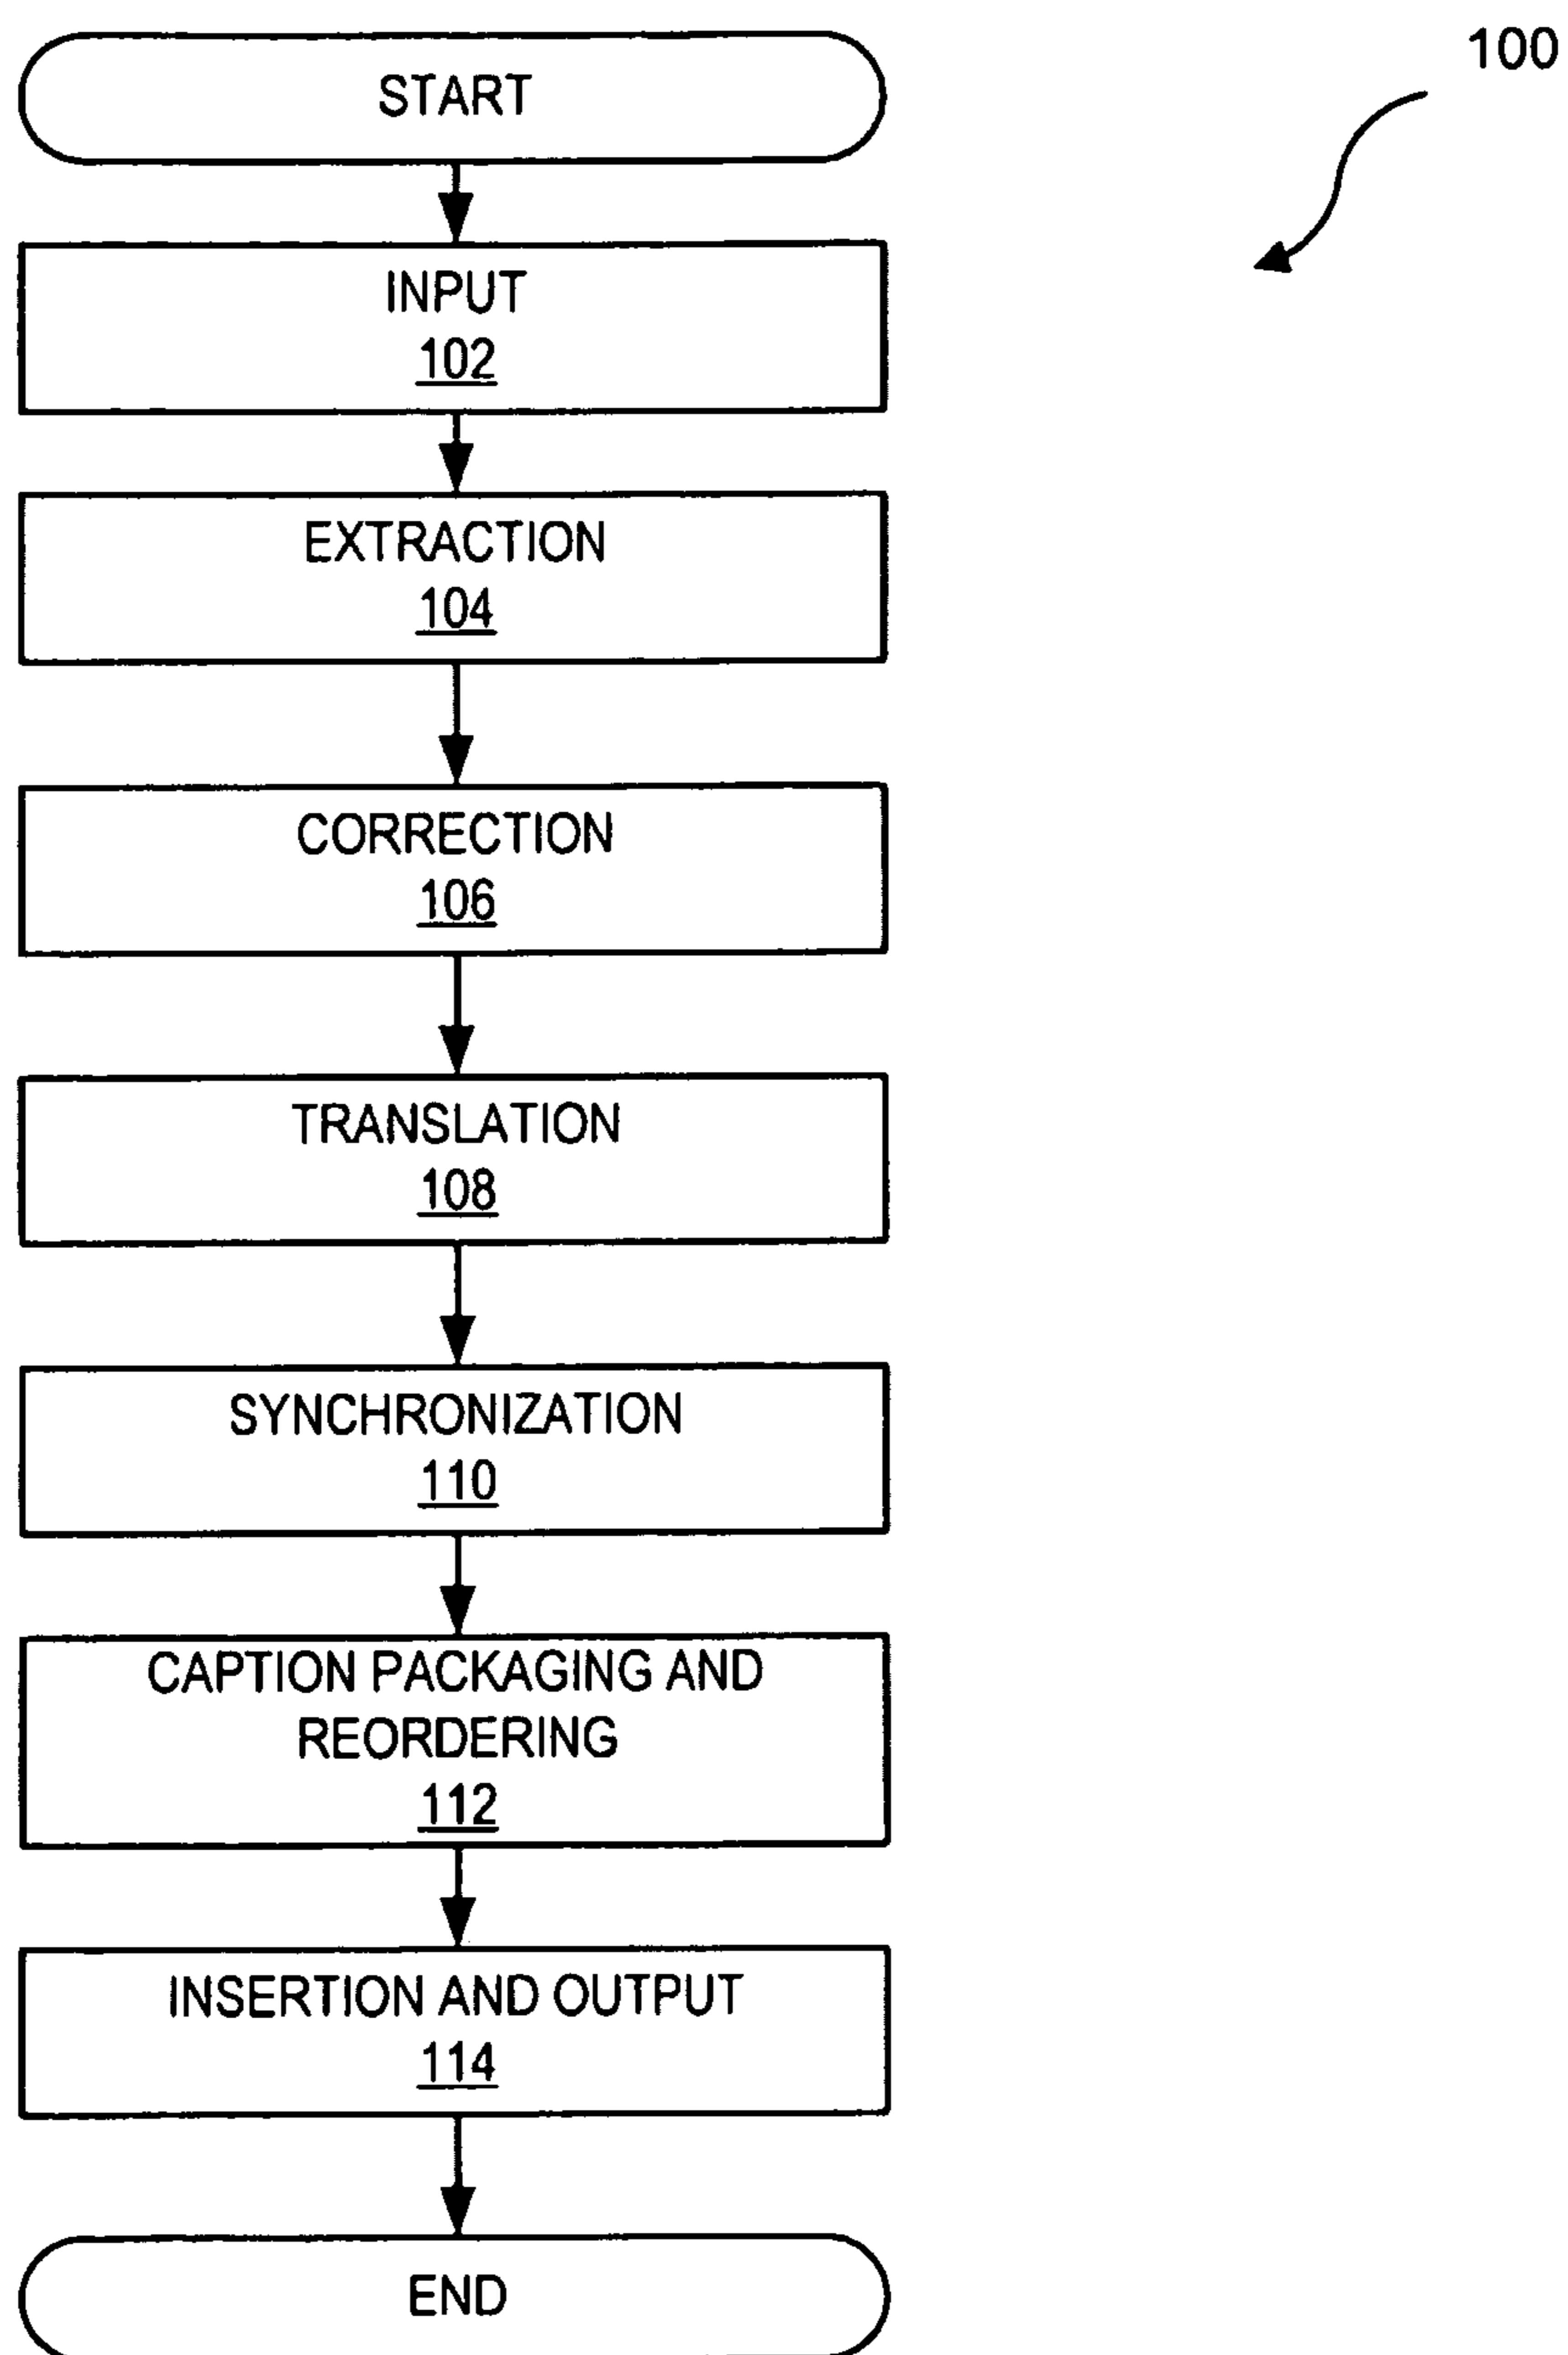 START
100
INPUT
102
EXTRACTION
104
CORRECTION
106
TRANSLATION
108
SYNCHRONIZATION
110
CAPTION PACKAGING AND
REORDERING
112
INSERTION AND OUTPUT
114
END